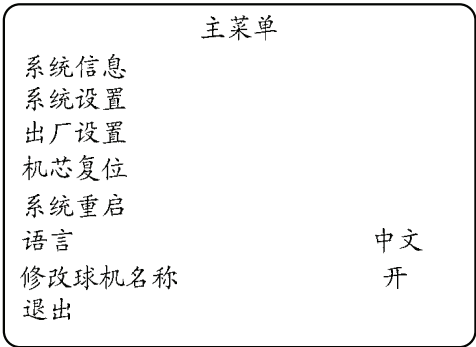 主菜单
系统信息
系统设置
出厂设置
机芯复位
系统重启
语言 中文
修改球机名称 开
退出